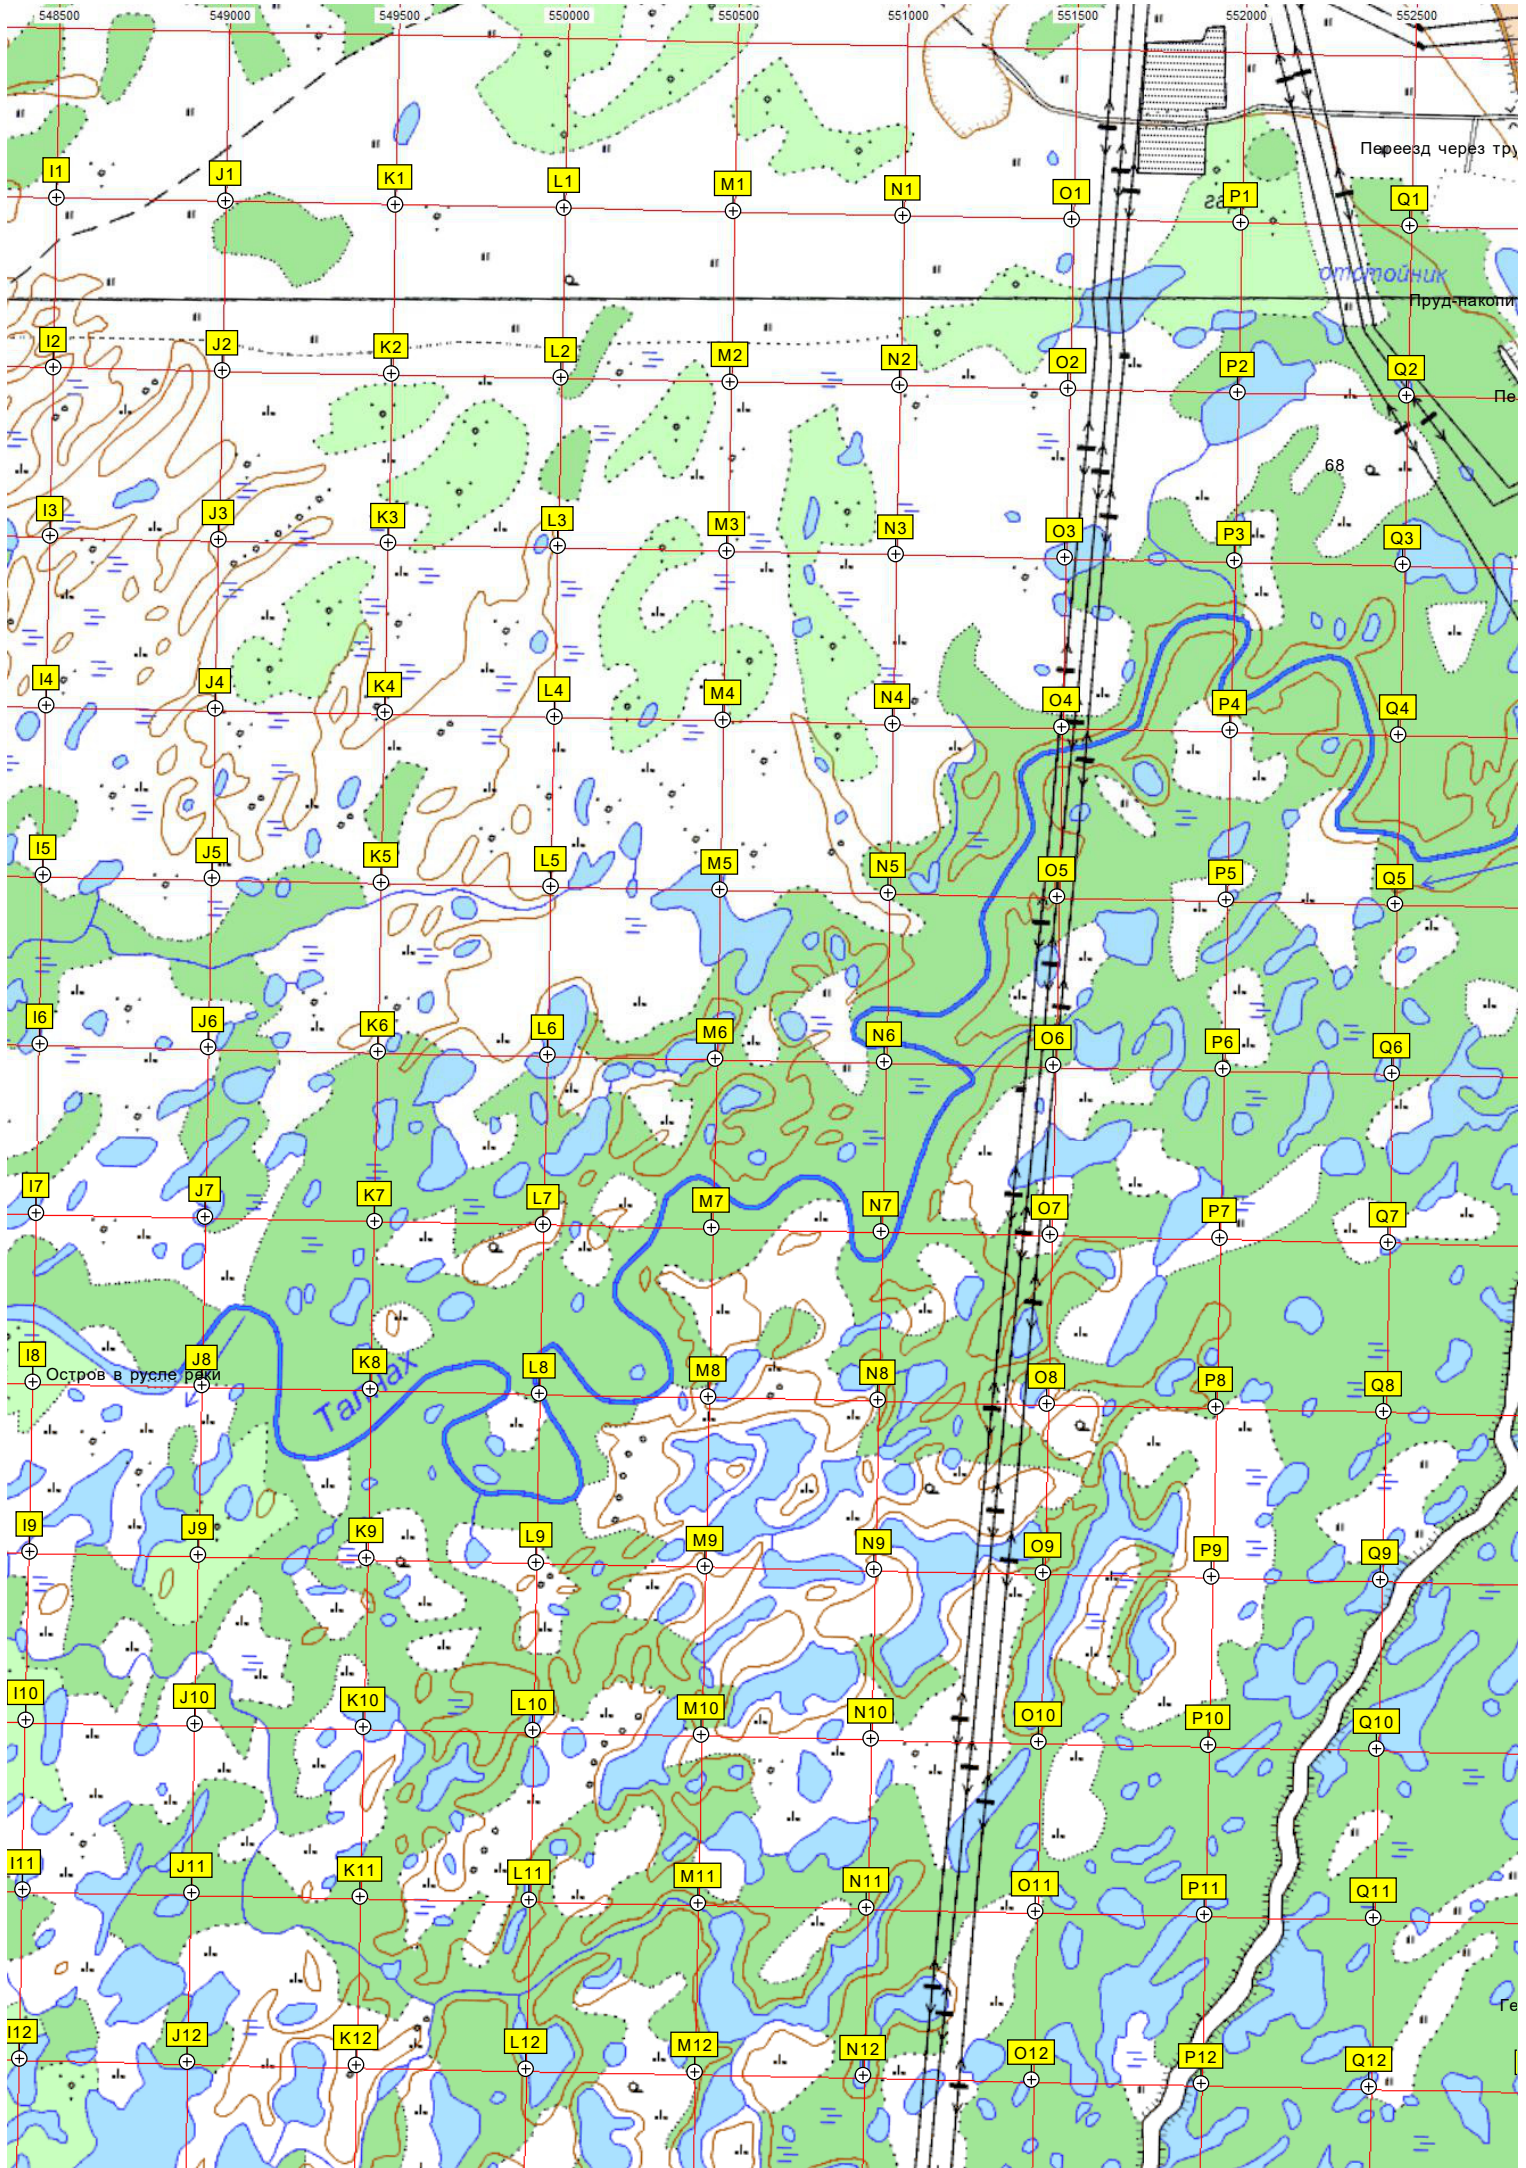 548500 549000 549500 550000 550500 551000 551500 552000 552500
Переезд через тру
I1 J1 K1 L1 M1 N1 O1 P1 Q1
отстойник
Пруд-накопи
I2 J2 K2 L2 M2 N2 O2 P2 Q2
Пе
68
I3 J3 K3 L3 M3 N3 O3 P3 Q3
I4 J4 K4 L4 M4 N4 O4 P4 Q4
I5 J5 K5 L5 M5 N5 O5 P5 Q5
I6 J6 K6 L6 M6 N6 O6 P6 Q6
I7 J7 K7 L7 M7 N7 O7 P7 Q7
I8 J8 K8 L8 M8 N8 O8 P8 Q8
Остров в русле реки
Талнах
I9 J9 K9 L9 M9 N9 O9 P9 Q9
I10 J10 K10 L10 M10 N10 O10 P10 Q10
I11 J11 K11 L11 M11 N11 O11 P11 Q11
Ге
I12 J12 K12 L12 M12 N12 O12 P12 Q12